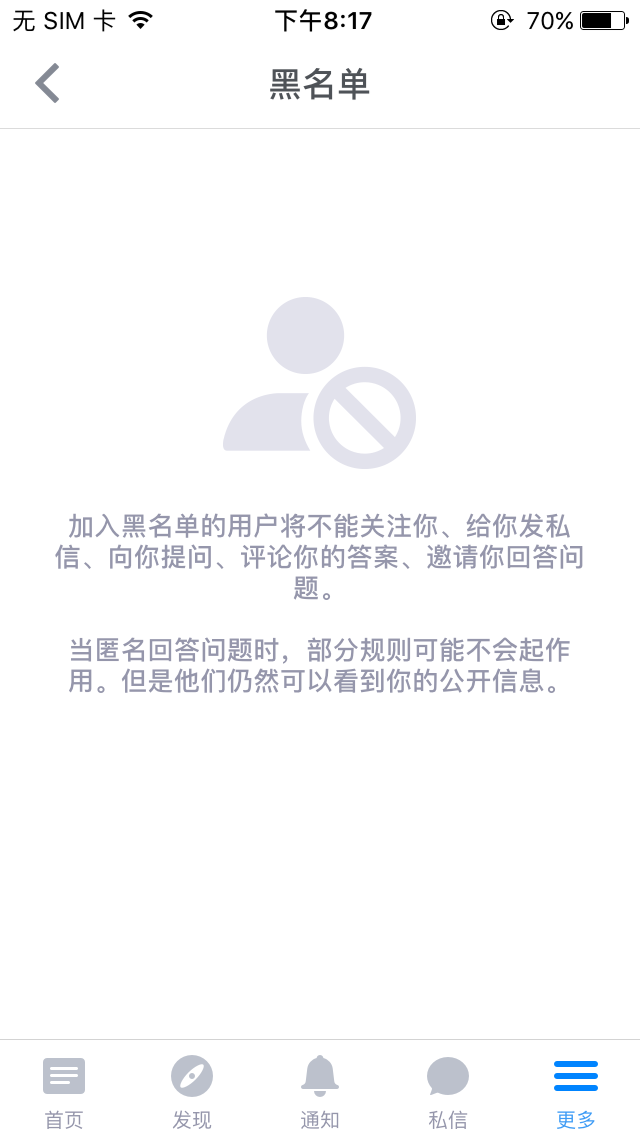 无 SIM 卡 下午8:17 70%
黑名单
加入黑名单的用户将不能关注你、给你发私
信、向你提问、评论你的答案、邀请你回答问
题。
当匿名回答问题时，部分规则可能不会起作
用。但是他们仍然可以看到你的公开信息。
首页 发现 通知 私信 更多